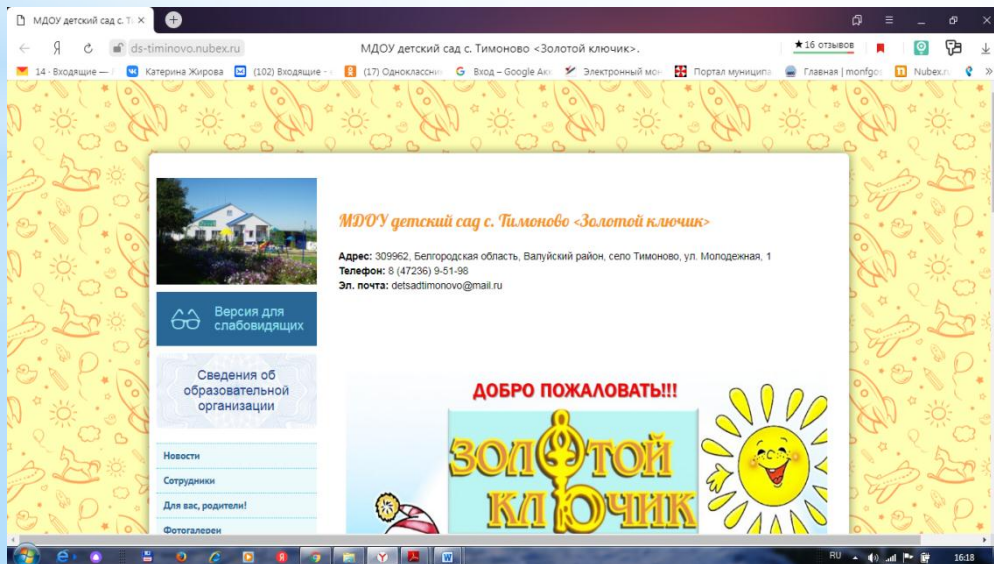 МДОУ детский сад с. Ti
ds-timinovo.nubex.ru
МДОУ детский сад с. Тимоново <Золотой ключик>.
★16 отзывов
14 · Входящие —
Катерина Жирова
(102) Входящие -
(17) Одноклассни
Вход – Google Акк
Электронный мон
Портал муниципа
Главная | monfgos
Nubex.r
МДОУ детский сад с. Тимоново <Золотой ключик>
Адрес: 309962, Белгородская область, Валуйский район, село Тимоново, ул. Молодежная, 1
Телефон: 8 (47236) 9-51-98
Эл. почта: detsadtimonovo@mail.ru
Версия для
слабовидящих
Сведения об
образовательной
организации
Новости
Сотрудники
Для вас, родители!
Фотогалереи
ДОБРО ПОЖАЛОВАТЬ!!!
ЗОЛОТОЙ
КЛЮЧИК
RU
16:18